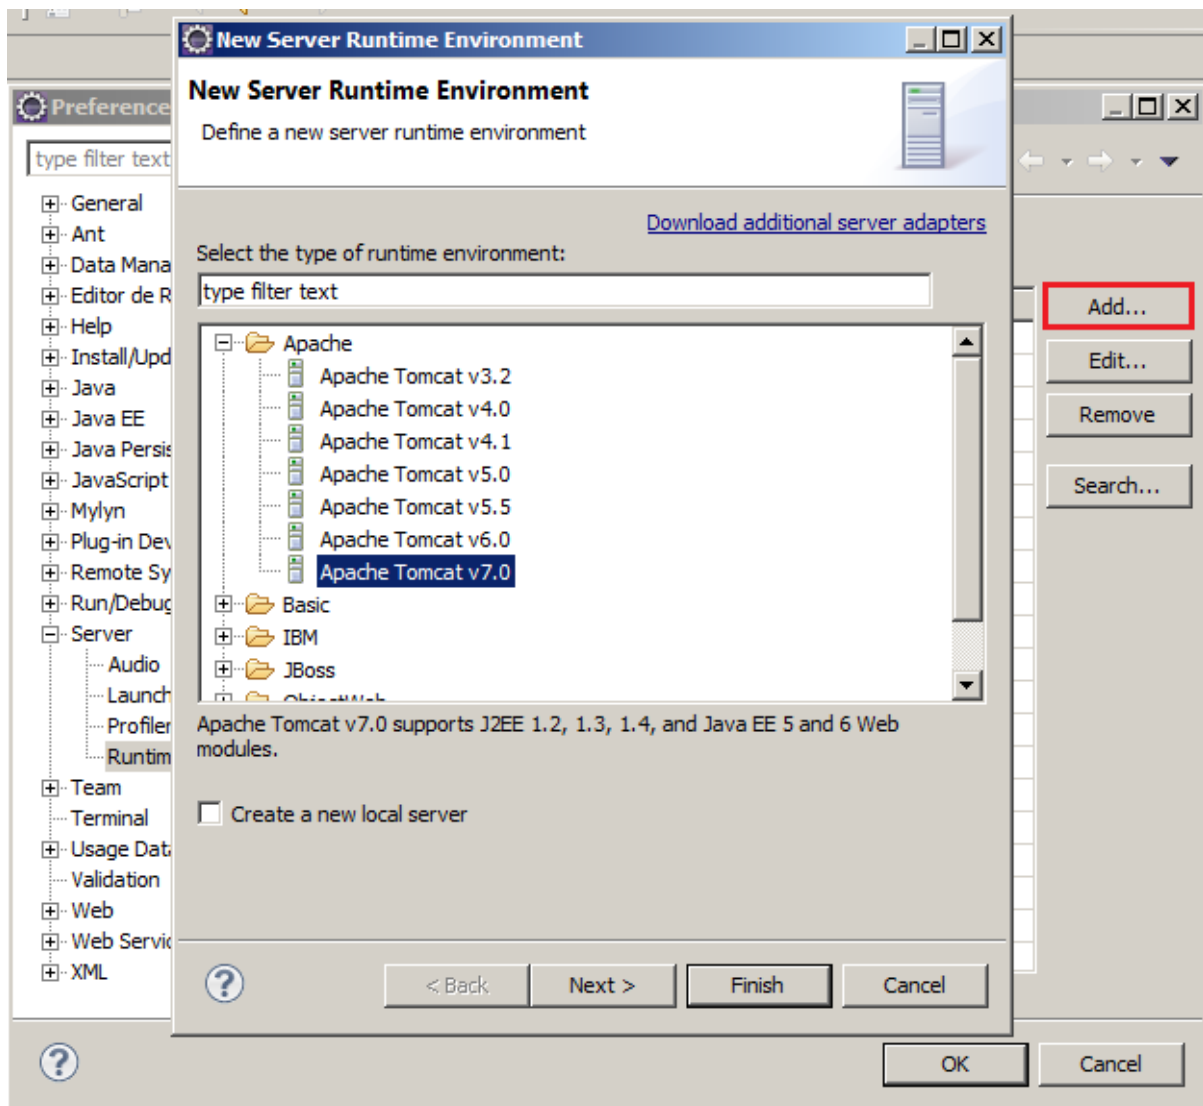 New Server Runtime Environment
New Server Runtime Environment
Define a new server runtime environment
Download additional server adapters
Select the type of runtime environment:
type filter text
Apache
Apache Tomcat v3.2
Apache Tomcat v4.0
Apache Tomcat v4.1
Apache Tomcat v5.0
Apache Tomcat v5.5
Apache Tomcat v6.0
Apache Tomcat v7.0
Basic
IBM
JBoss
Apache Tomcat v7.0 supports J2EE 1.2, 1.3, 1.4, and Java EE 5 and 6 Web
modules.
Create a new local server
< Back
Next >
Finish
Cancel
Preference
type filter text
General
Ant
Data Mana
Editor de R
Help
Install/Upd
Java
Java EE
Java Persis
JavaScript
Mylyn
Plug-in Dev
Remote Sy
Run/Debug
Server
Audio
Launch
Profiler
Runtim
Team
Terminal
Usage Data
Validation
Web
Web Servic
XML
Add...
Edit...
Remove
Search...
OK
Cancel